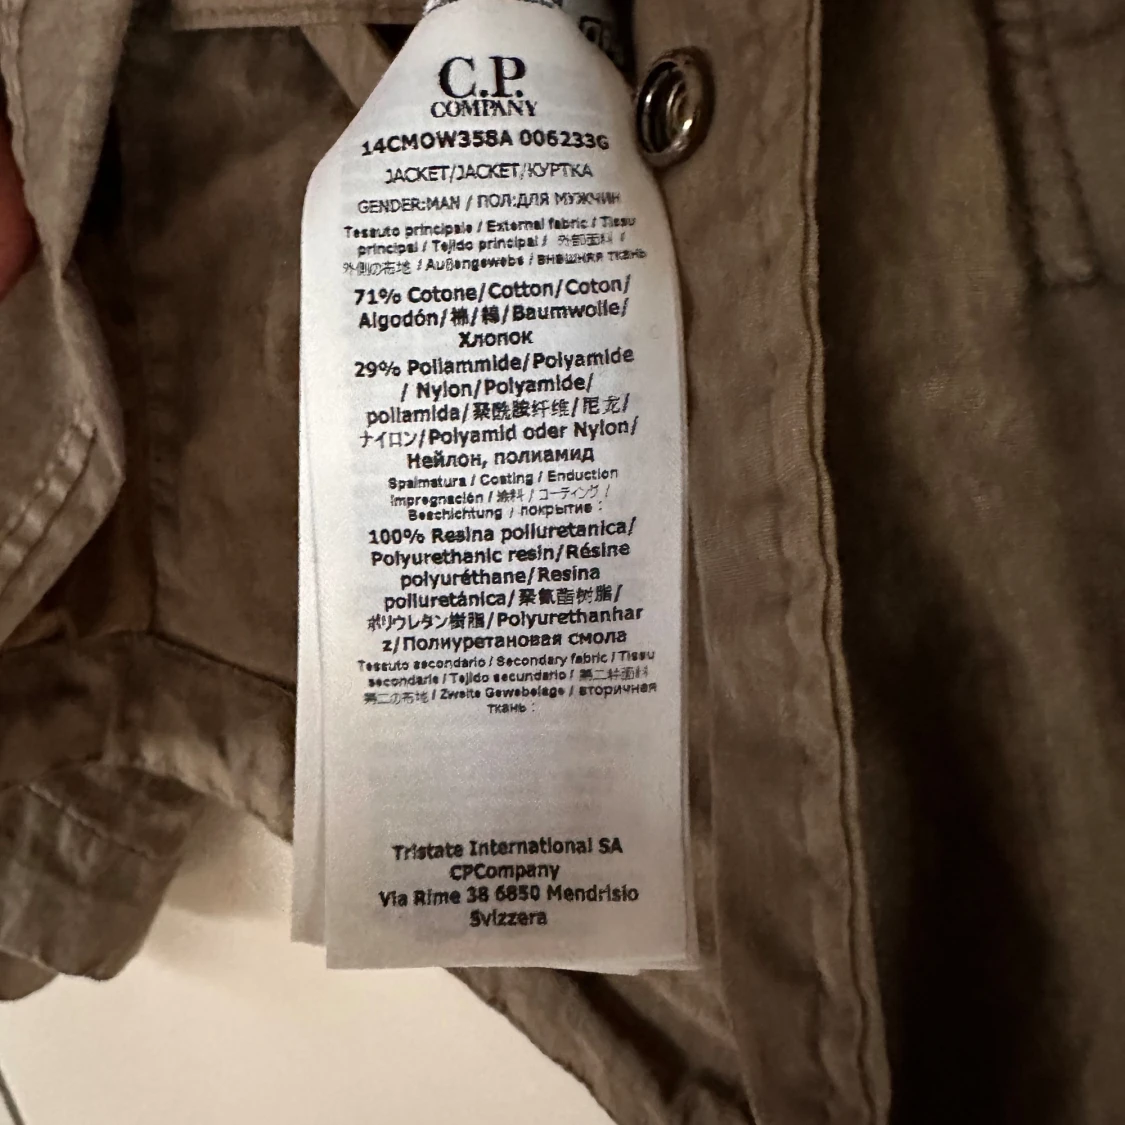 C.P.
COMPANY
14CMOW358A 006233G
JACKET/JACKET/КУРТКА
GENDER:MAN / ПОЛ:ДЛЯ МУЖЧИН
Tessuto principale / External fabric / Tissu
principal / Tejido principal / 外部面料 /
外側の布地 / Außengewebe / внешняя ткань
71% Cotone/Cotton/Coton/
Algodón/棉/綿/Baumwolle/
Хлопок
29% Poliammide/Polyamide
/ Nylon/Polyamide/
poliamida/聚酰胺纤维/尼龙/
ナイロン/Polyamid oder Nylon/
Нейлон, полиамид
Spalmatura / Coating / Enduction
Impregnación / 涂料 / コーティング /
Beschichtung / покрытие :
100% Resina poliuretanica/
Polyurethanic resin/Résine
polyuréthane/Resina
poliuretánica/聚氨酯树脂/
ポリウレタン樹脂/Polyurethanhar
z/Полиуретановая смола
Tessuto secondario / Secondary fabric / Tissu
secondarie / Tejido secundario / 第二种面料
第二の布地 / Zweite Gewebelage / вторичная
ткань :
Tristate International SA
CPCompany
Via Rime 38 6850 Mendrisio
Svizzera